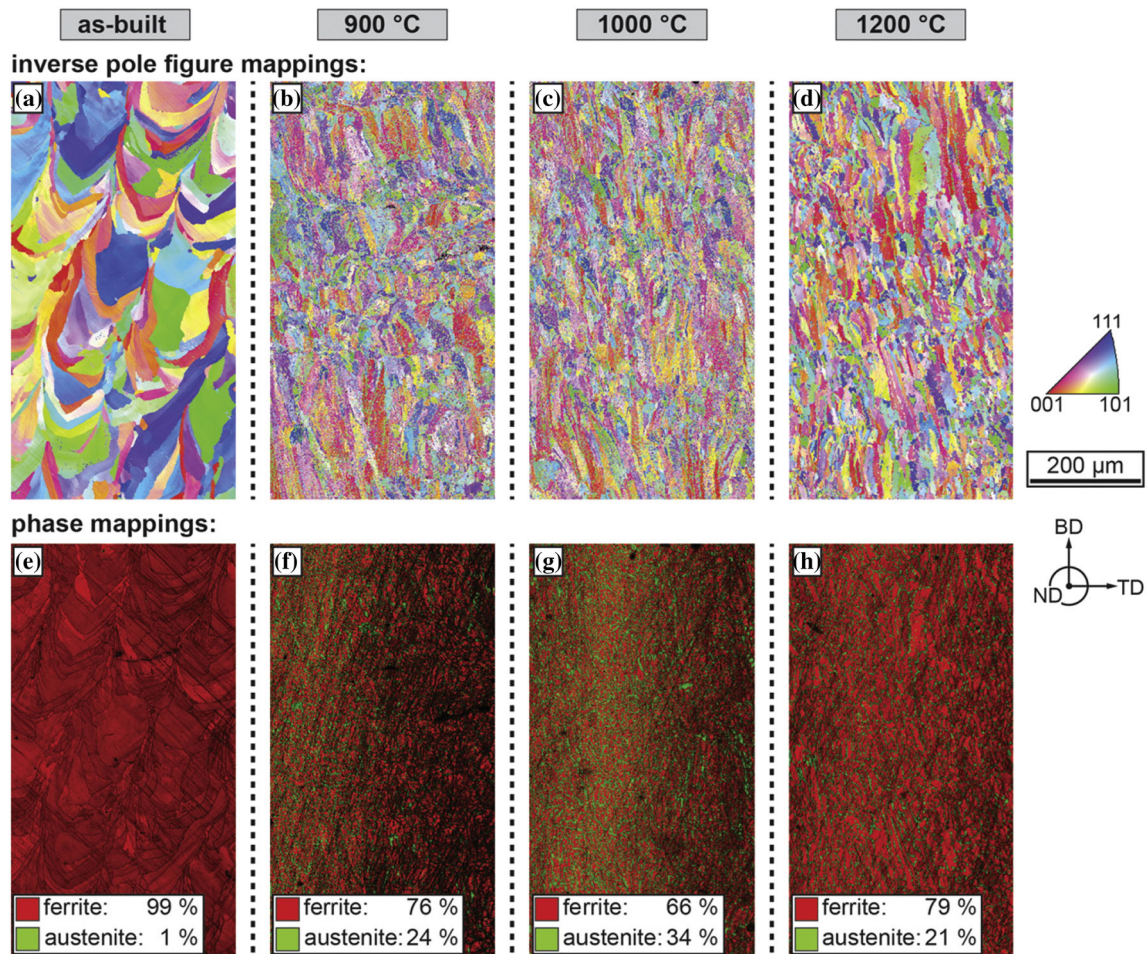 as-built 900 °C 1000 °C 1200 °C
inverse pole figure mappings:
(a) (b) (c) (d)
111
001 101
200 µm
phase mappings:
(e) (f) (g) (h)
BD
ND TD
ferrite: 99 % ferrite: 76 % ferrite: 66 % ferrite: 79 %
austenite: 1 % austenite: 24 % austenite: 34 % austenite: 21 %